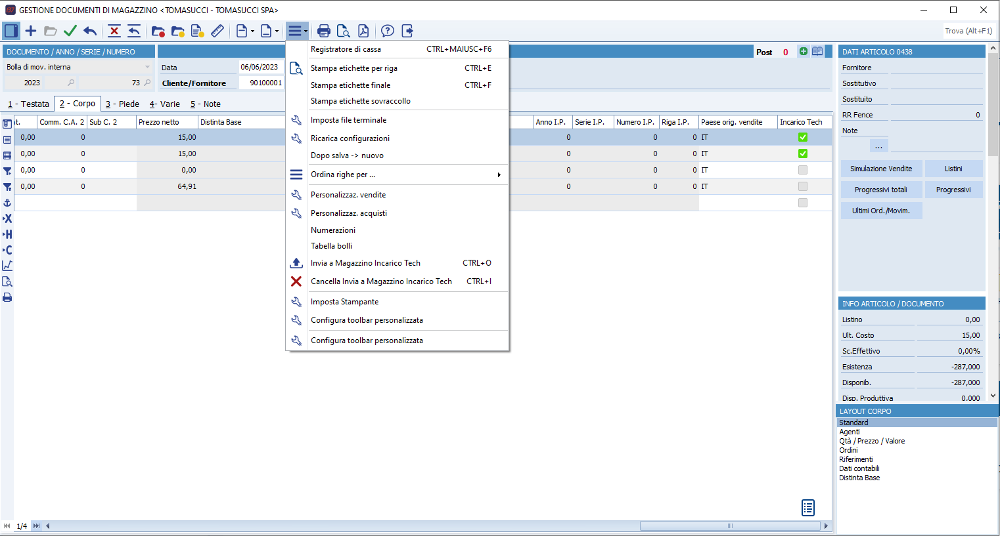 GESTIONE DOCUMENTI DI MAGAZZINO <TOMASUCCI - TOMASUCCI SPA>
Trova (Alt+F1)
DOCUMENTO / ANNO / SERIE / NUMERO
Bolla di mov. interna
2023 73
Data 06/06/2023
Cliente/Fornitore 90100001
Post 0
1 - Testata 2 - Corpo 3 - Piede 4- Varie 5 - Note
t. Comm. C.A. 2 Sub C. 2 Prezzo netto Distinta Base Anno I.P. Serie I.P. Numero I.P. Riga I.P. Paese orig. vendite Incarico Tech
0,00 0 15,00 0 0 0 IT
0,00 0 15,00 0 0 0 IT
0,00 0 0,00 0 0 0 IT
0,00 0 64,91 0 0 0 IT
Registratore di cassa CTRL+MAIUSC+F6
Stampa etichette per riga CTRL+E
Stampa etichette finale CTRL+F
Stampa etichette sovraccollo
Imposta file terminale
Ricarica configurazioni
Dopo salva -> nuovo
Ordina righe per ...
Personalizzaz. vendite
Personalizzaz. acquisti
Numerazioni
Tabella bolli
Invia a Magazzino Incarico Tech CTRL+O
Cancella Invia a Magazzino Incarico Tech CTRL+I
Imposta Stampante
Configura toolbar personalizzata
Configura toolbar personalizzata
DATI ARTICOLO 0438
Fornitore
Sostitutivo
Sostituito
RR Fence 0
Note
...
Simulazione Vendite Listini
Progressivi totali Progressivi
Ultimi Ord./Movim.
INFO ARTICOLO / DOCUMENTO
Listino 0,00
Ult. Costo 15,00
Sc.Effettivo 0,00%
Esistenza -287,000
Disponib. -287,000
Disp. Produttiva 0,000
LAYOUT CORPO
Standard
Agenti
Qtà / Prezzo / Valore
Ordini
Riferimenti
Dati contabili
Distinta Base
1/4